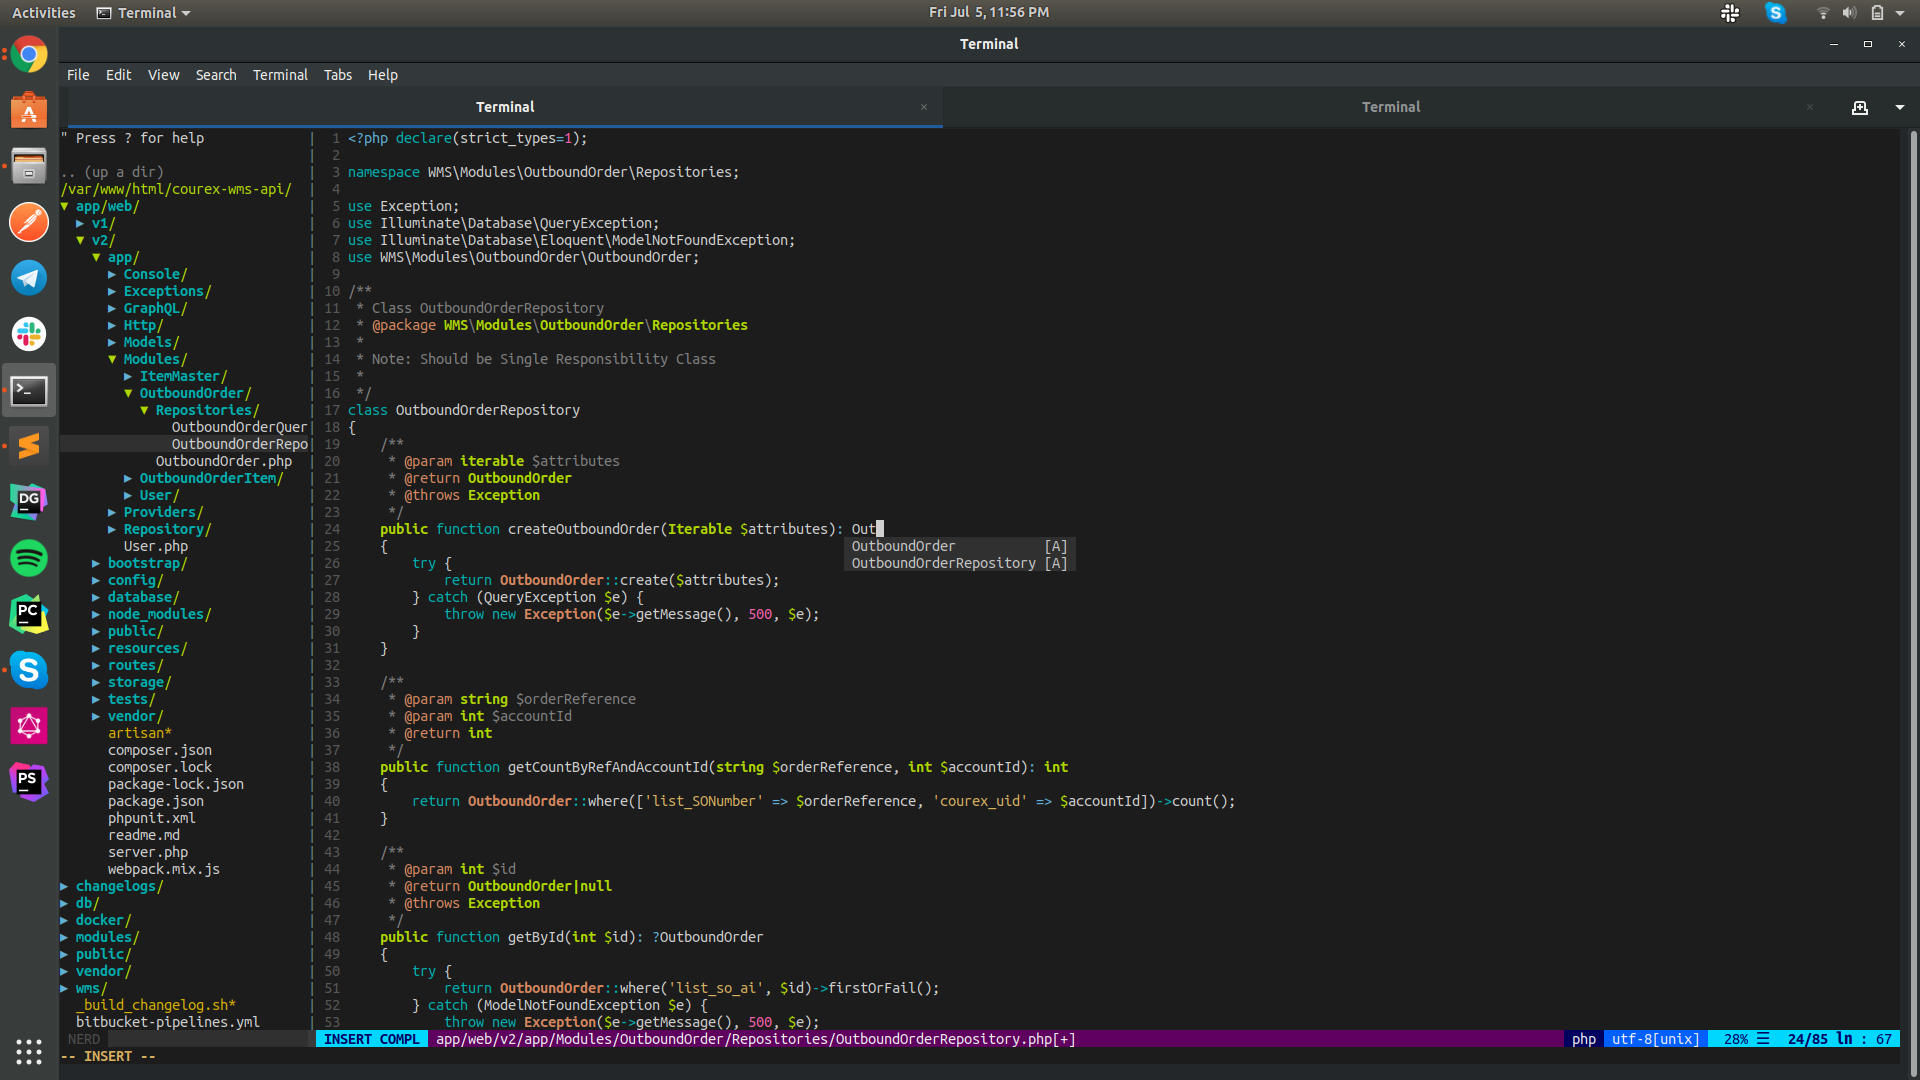 Activities
Terminal
Fri Jul 5, 11:56 PM
Terminal
File Edit View Search Terminal Tabs Help
Terminal ×
Terminal ×
" Press ? for help
.. (up a dir)
/var/www/html/courex-wms-api/
▼ app/web/
▶ v1/
▼ v2/
▼ app/
▶ Console/
▶ Exceptions/
▶ GraphQL/
▶ Http/
▶ Models/
▼ Modules/
▶ ItemMaster/
▼ OutboundOrder/
▼ Repositories/
OutboundOrderQuer
OutboundOrderRepo
OutboundOrder.php
▶ OutboundOrderItem/
▶ User/
▶ Providers/
▶ Repository/
User.php
▶ bootstrap/
▶ config/
▶ database/
▶ node_modules/
▶ public/
▶ resources/
▶ routes/
▶ storage/
▶ tests/
▶ vendor/
artisan*
composer.json
composer.lock
package-lock.json
package.json
phpunit.xml
readme.md
server.php
webpack.mix.js
▶ changelogs/
▶ db/
▶ docker/
▶ modules/
▶ public/
▶ vendor/
▶ wms/
_build_changelog.sh*
bitbucket-pipelines.yml
NERD
1 <?php declare(strict_types=1);
2
3 namespace WMS\Modules\OutboundOrder\Repositories;
4
5 use Exception;
6 use Illuminate\Database\QueryException;
7 use Illuminate\Database\Eloquent\ModelNotFoundException;
8 use WMS\Modules\OutboundOrder\OutboundOrder;
9
10 /**
11 * Class OutboundOrderRepository
12 * @package WMS\Modules\OutboundOrder\Repositories
13 *
14 * Note: Should be Single Responsibility Class
15 *
16 */
17 class OutboundOrderRepository
18 {
19 /**
20 * @param iterable $attributes
21 * @return OutboundOrder
22 * @throws Exception
23 */
24 public function createOutboundOrder(Iterable $attributes): Out
OutboundOrder [A]
OutboundOrderRepository [A]
25 {
26 try {
27 return OutboundOrder::create($attributes);
28 } catch (QueryException $e) {
29 throw new Exception($e->getMessage(), 500, $e);
30 }
31 }
32
33 /**
34 * @param string $orderReference
35 * @param int $accountId
36 * @return int
37 */
38 public function getCountByRefAndAccountId(string $orderReference, int $accountId): int
39 {
40 return OutboundOrder::where(['list_SONumber' => $orderReference, 'courex_uid' => $accountId])->count();
41 }
42
43 /**
44 * @param int $id
45 * @return OutboundOrder|null
46 * @throws Exception
47 */
48 public function getById(int $id): ?OutboundOrder
49 {
50 try {
51 return OutboundOrder::where('list_so_ai', $id)->firstOrFail();
52 } catch (ModelNotFoundException $e) {
53 throw new Exception($e->getMessage(), 500, $e);
INSERT COMPL app/web/v2/app/Modules/OutboundOrder/Repositories/OutboundOrderRepository.php[+] php utf-8[unix] 28% ☰ 24/85 ln : 67
-- INSERT --
DG
PC
PS